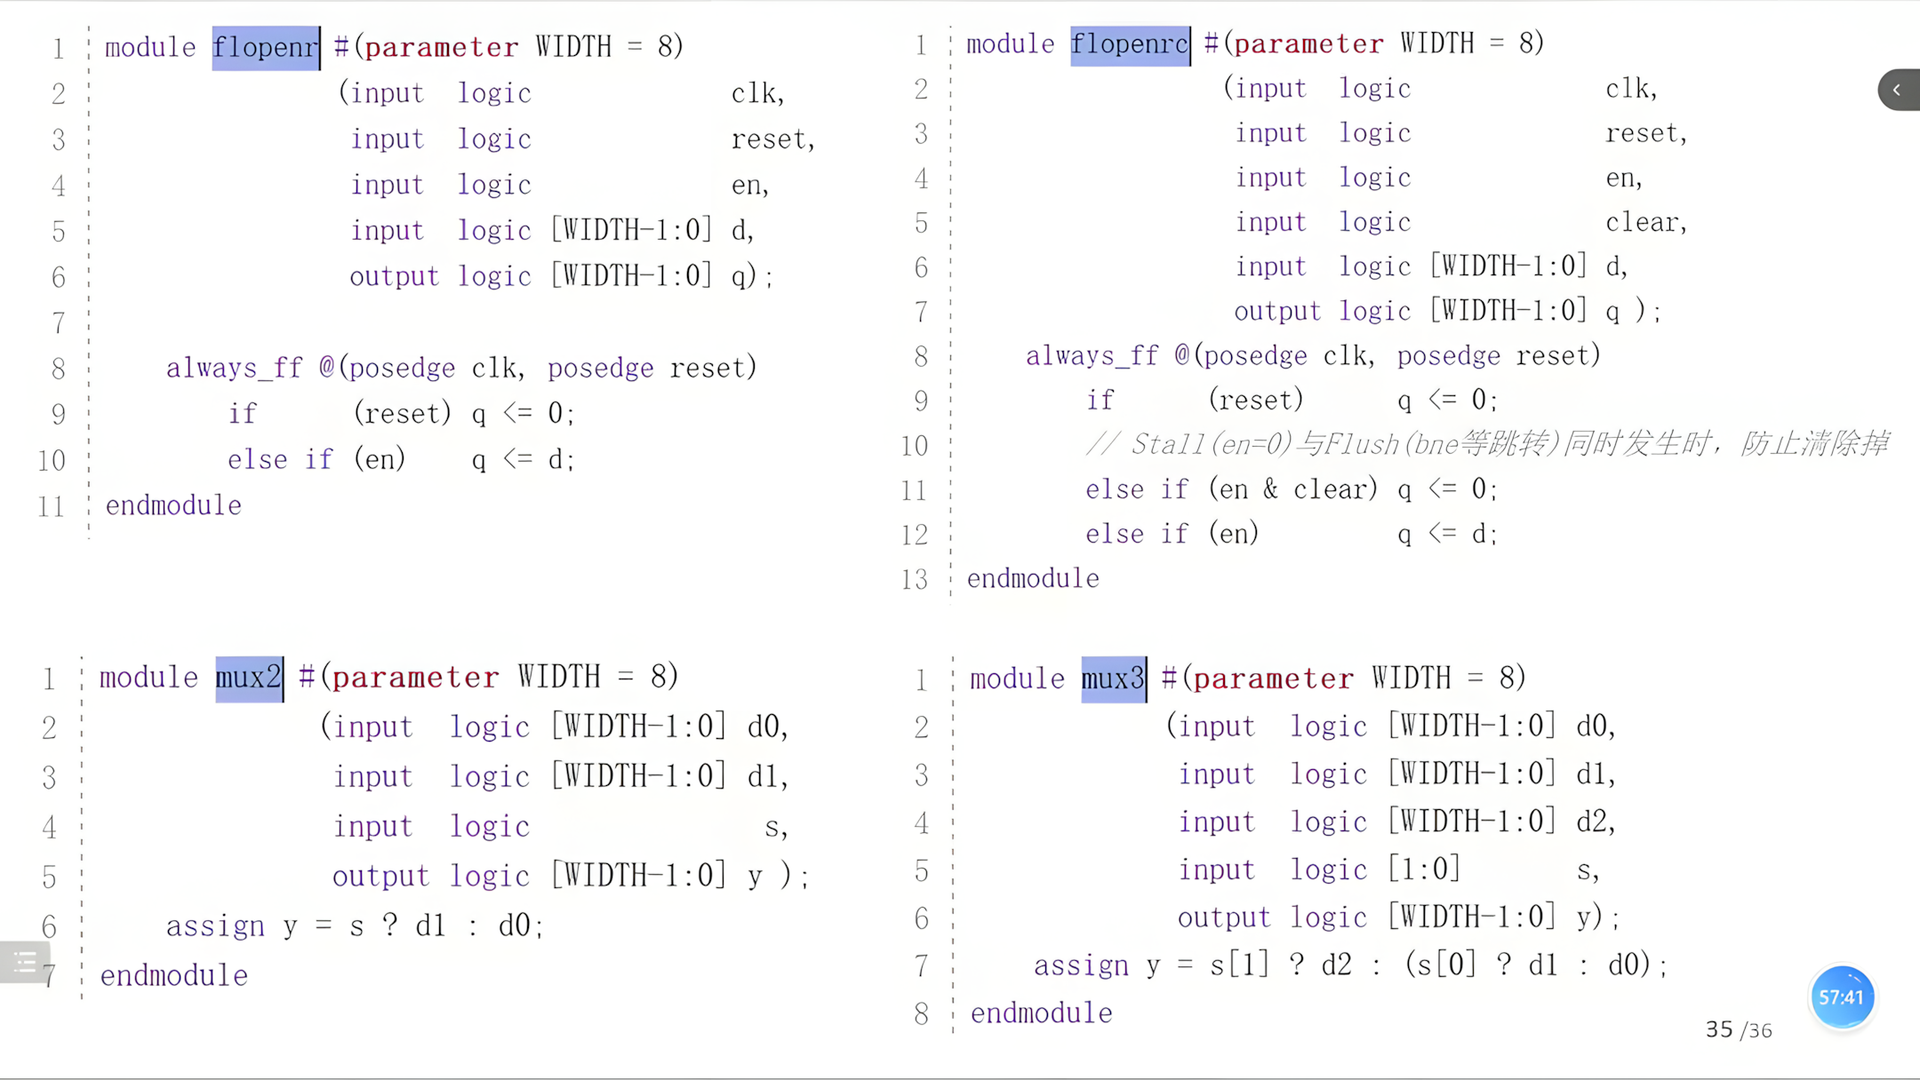 1 module flopenr #(parameter WIDTH = 8)
2 (input logic clk,
3 input logic reset,
4 input logic en,
5 input logic [WIDTH-1:0] d,
6 output logic [WIDTH-1:0] q);
7
8 always_ff @(posedge clk, posedge reset)
9 if (reset) q <= 0;
10 else if (en) q <= d;
11 endmodule
1 module flopenrc #(parameter WIDTH = 8)
2 (input logic clk,
3 input logic reset,
4 input logic en,
5 input logic clear,
6 input logic [WIDTH-1:0] d,
7 output logic [WIDTH-1:0] q );
8 always_ff @(posedge clk, posedge reset)
9 if (reset) q <= 0;
10 // Stall(en=0)与Flush(bne等跳转)同时发生时，防止清除掉
11 else if (en & clear) q <= 0;
12 else if (en) q <= d;
13 endmodule
1 module mux2 #(parameter WIDTH = 8)
2 (input logic [WIDTH-1:0] d0,
3 input logic [WIDTH-1:0] d1,
4 input logic s,
5 output logic [WIDTH-1:0] y );
6 assign y = s ? d1 : d0;
7 endmodule
1 module mux3 #(parameter WIDTH = 8)
2 (input logic [WIDTH-1:0] d0,
3 input logic [WIDTH-1:0] d1,
4 input logic [WIDTH-1:0] d2,
5 input logic [1:0] s,
6 output logic [WIDTH-1:0] y);
7 assign y = s[1] ? d2 : (s[0] ? d1 : d0);
8 endmodule
57:41
35 /36